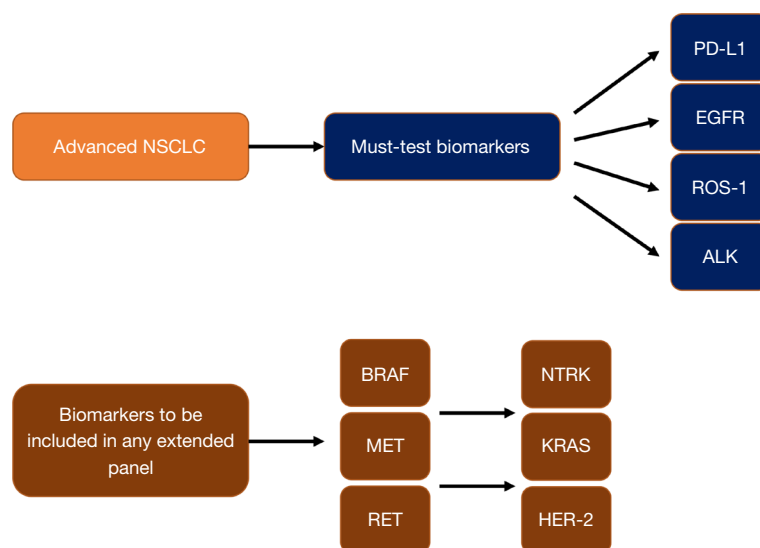 PD-L1
Advanced NSCLC
Must-test biomarkers
EGFR
ROS-1
ALK
Biomarkers to be
included in any extended
panel
BRAF
MET
RET
NTRK
KRAS
HER-2